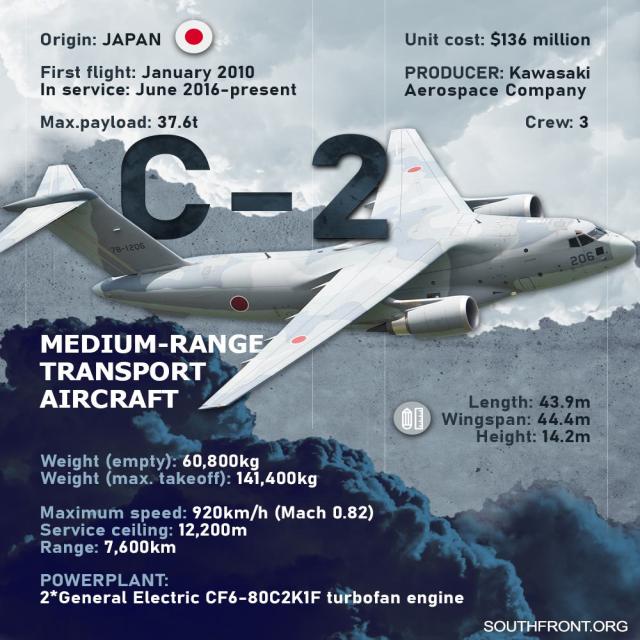 Origin: JAPAN
Unit cost: $136 million
First flight: January 2010
In service: June 2016-present
PRODUCER: Kawasaki
Aerospace Company
Max.payload: 37.6t
Crew: 3
C-2
78-1206
206
MEDIUM-RANGE
TRANSPORT
AIRCRAFT
Length: 43.9m
Wingspan: 44.4m
Height: 14.2m
Weight (empty): 60,800kg
Weight (max. takeoff): 141,400kg
Maximum speed: 920km/h (Mach 0.82)
Service ceiling: 12,200m
Range: 7,600km
POWERPLANT:
2*General Electric CF6-80C2K1F turbofan engine
SOUTHFRONT.ORG